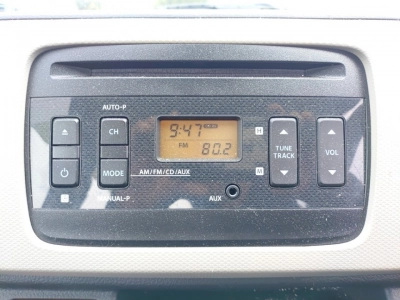 AUTO-P
CH
9:47
H
FM 80.2
TUNE
TRACK
VOL
MODE
AM/FM/CD/AUX
M
MANUAL-P
AUX